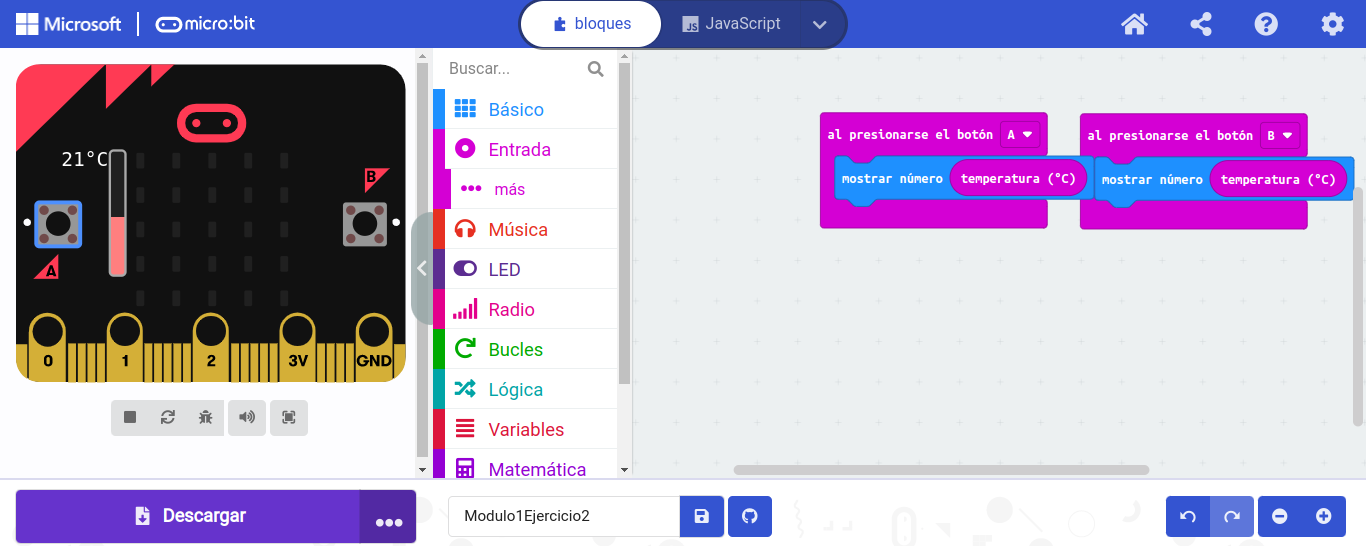 Microsoft micro:bit bloques JavaScript
Buscar...
Básico
Entrada
más
Música
LED
Radio
Bucles
Lógica
Variables
Matemática
21°C
A
B
0 1 2 3V GND
al presionarse el botón A
mostrar número temperatura (°C)
al presionarse el botón B
mostrar número temperatura (°C)
Descargar
Modulo1Ejercicio2